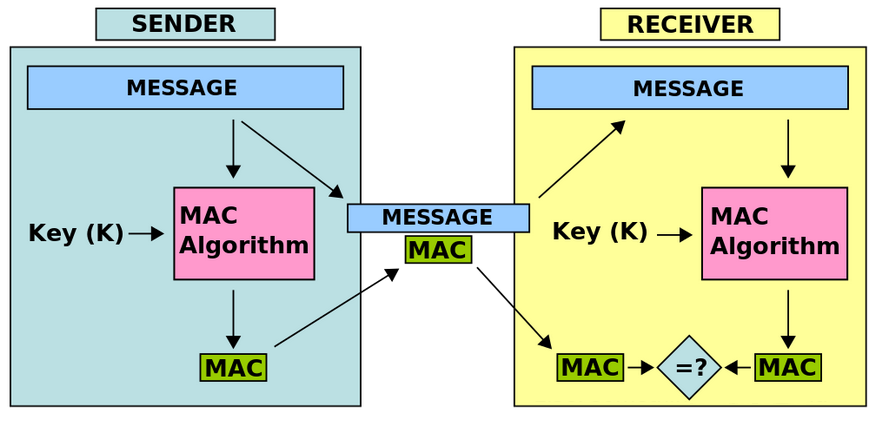 SENDER
MESSAGE
Key (K)
MAC
Algorithm
MAC
MESSAGE
MAC
RECEIVER
MESSAGE
Key (K)
MAC
Algorithm
MAC
=?
MAC